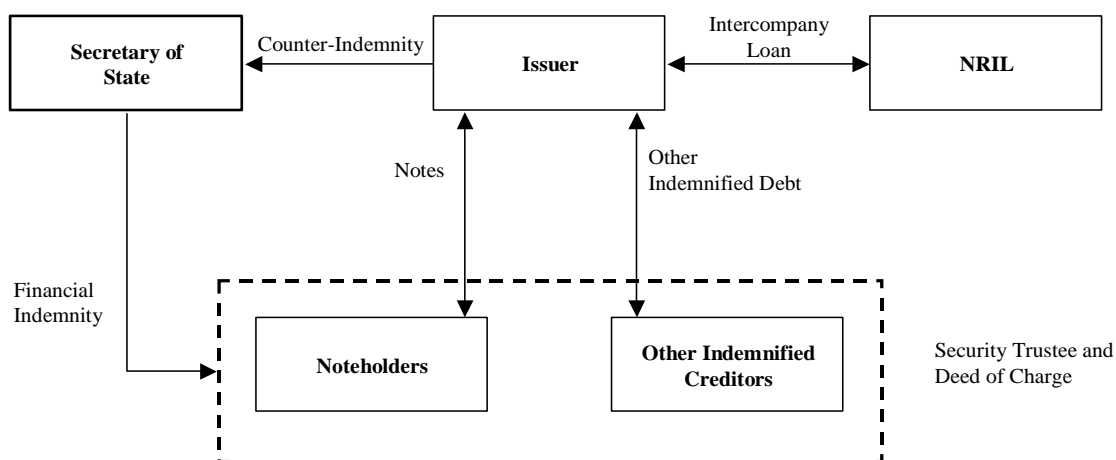 Secretary of
State
Counter-Indemnity
Issuer
Intercompany
Loan
NRIL
Notes
Other
Indemnified Debt
Financial
Indemnity
Noteholders
Other Indemnified
Creditors
Security Trustee and
Deed of Charge